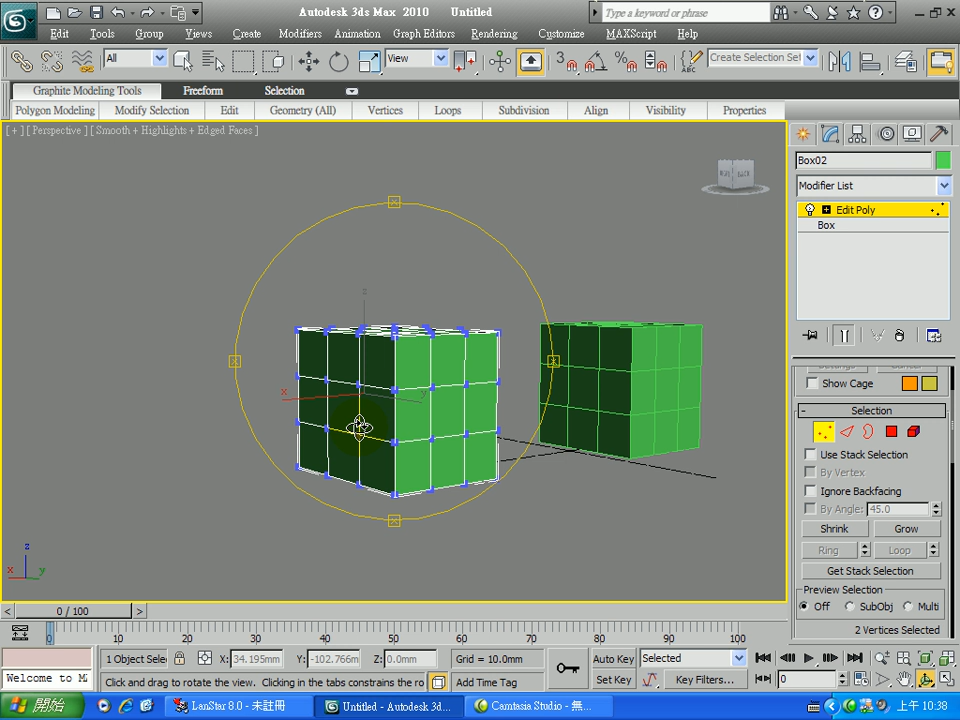 Autodesk 3ds Max 2010 Untitled
Type a keyword or phrase
Edit Tools Group Views Create Modifiers Animation Graph Editors Rendering Customize MAXScript Help
All View 3 Create Selection Set
Graphite Modeling Tools Freeform Selection
Polygon Modeling Modify Selection Edit Geometry (All) Vertices Loops Subdivision Align Visibility Properties
[ + ] [ Perspective ] [ Smooth + Highlights + Edged Faces ]
BACK
Box02
Modifier List
Edit Poly
Box
Show Cage
- Selection
Use Stack Selection
By Vertex
Ignore Backfacing
By Angle: 45.0
Shrink Grow
Ring Loop
Get Stack Selection
Preview Selection
Off SubObj Multi
2 Vertices Selected
z
x
y
z
x
y
< 0 / 100 >
0 10 20 30 40 50 60 70 80 90 100
1 Object Selec X: 34.195mm Y: -102.766m Z: 0.0mm Grid = 10.0mm Auto Key Selected
Welcome to M Click and drag to rotate the view. Clicking in the tabs constrains the ro Add Time Tag Set Key Key Filters... 0
開始 LanStar 8.0 - 未註冊 Untitled - Autodesk 3d... Camtasia Studio - 無... 上午 10:38